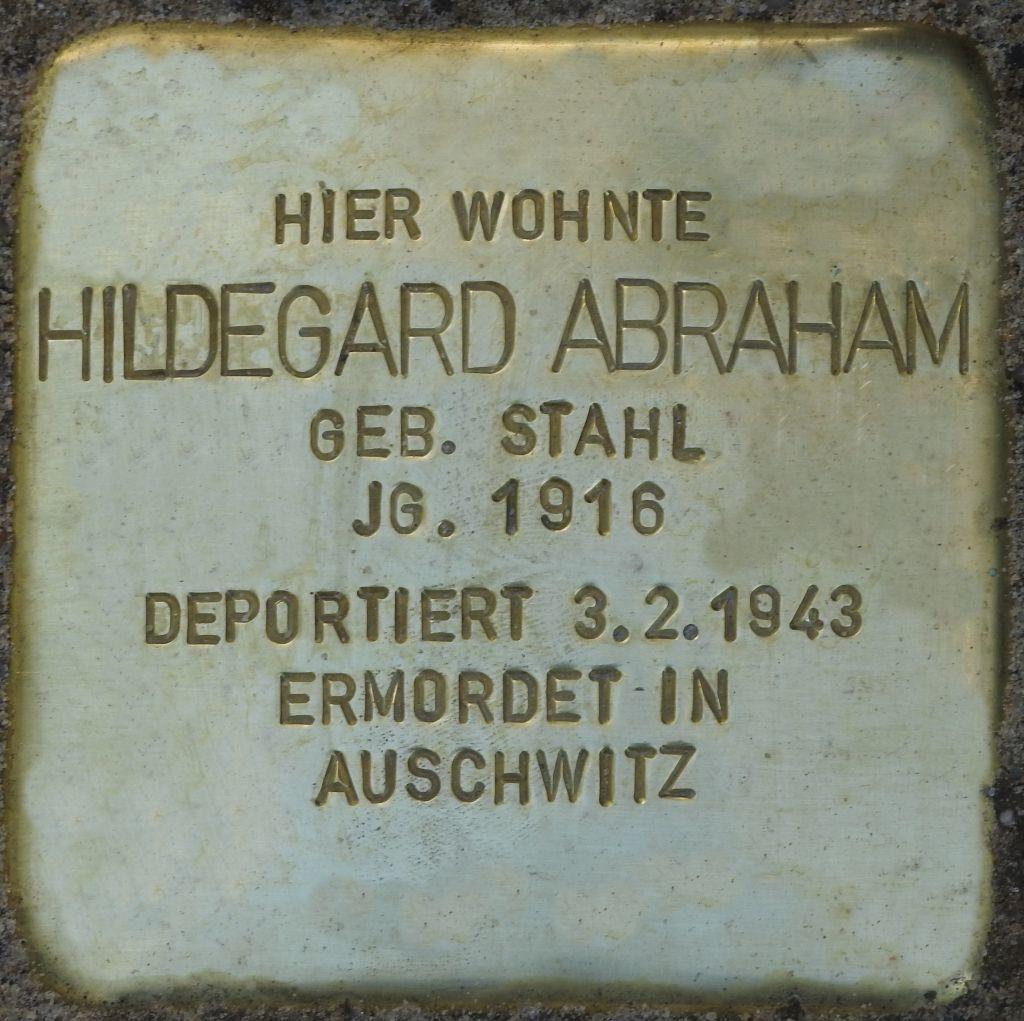 HIER WOHNTE
HILDEGARD ABRAHAM
GEB. STAHL
JG. 1916
DEPORTIERT 3.2.1943
ERMORDET IN
AUSCHWITZ